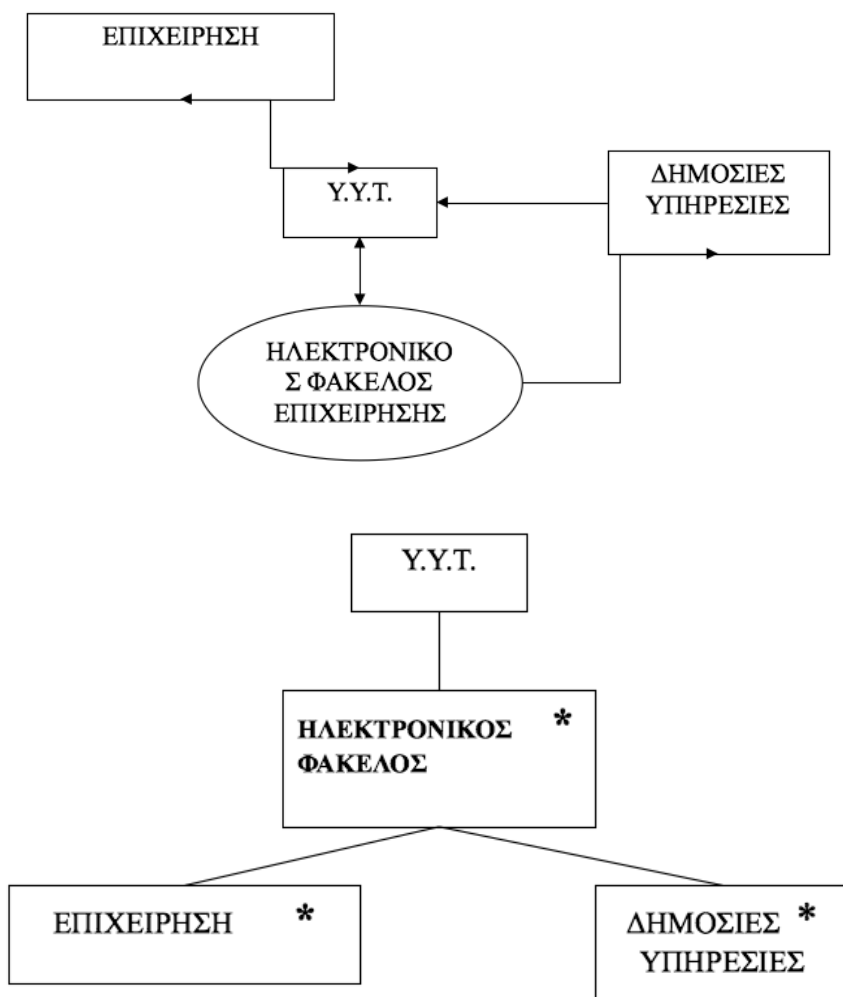 ΕΠΙΧΕΙΡΗΣΗ
Υ.Υ.Τ.
ΔΗΜΟΣΙΕΣ
ΥΠΗΡΕΣΙΕΣ
ΗΛΕΚΤΡΟΝΙΚΟ
Σ ΦΑΚΕΛΟΣ
ΕΠΙΧΕΙΡΗΣΗΣ
Υ.Υ.Τ.
ΗΛΕΚΤΡΟΝΙΚΟΣ *
ΦΑΚΕΛΟΣ
ΕΠΙΧΕΙΡΗΣΗ *
ΔΗΜΟΣΙΕΣ *
ΥΠΗΡΕΣΙΕΣ